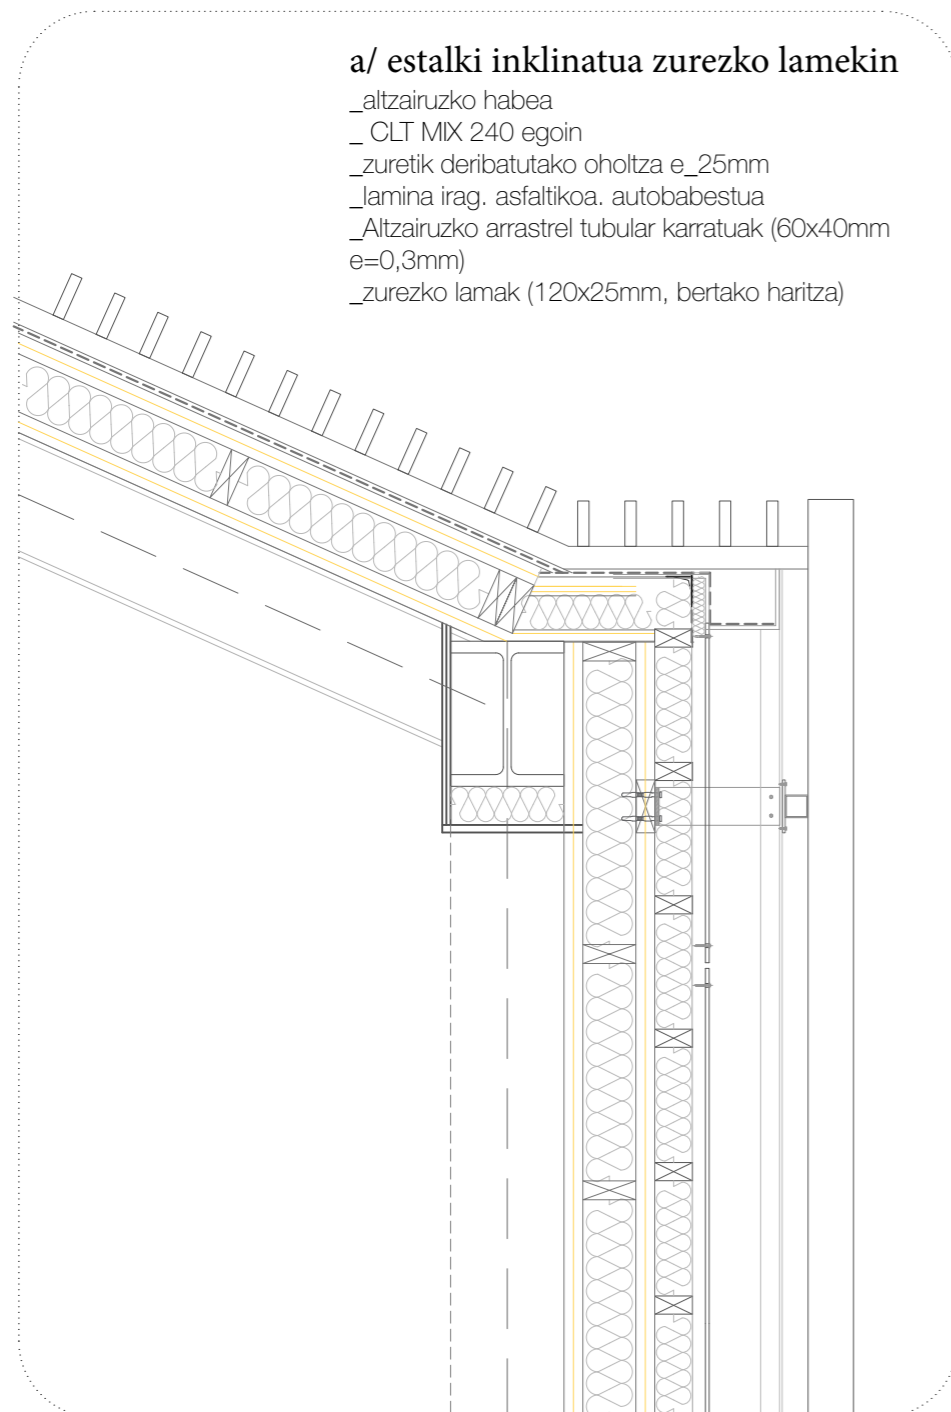 a/ estalki inklinatua zurezko lamekin
_altzairuzko habea
_ CLT MIX 240 egoin
_zuretik deribatutako oholtza e_25mm
_lamina irag. asfaltikoa. autobabestua
_Altzairuzko arrastrel tubular karratuak (60x40mm
e=0,3mm)
_zurezko lamak (120x25mm, bertako haritza)